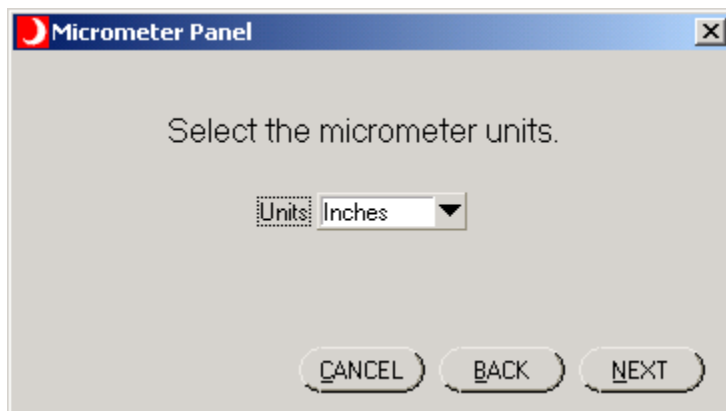 Micrometer Panel
Select the micrometer units.
Units Inches
CANCEL BACK NEXT